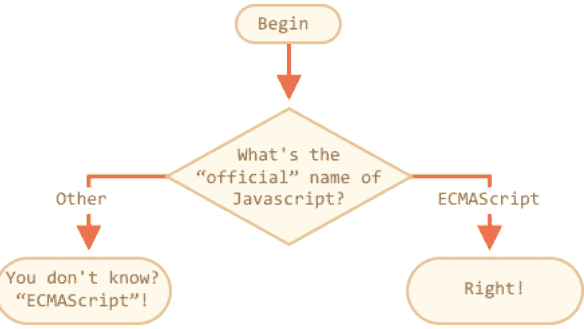 Begin
What's the
“official” name of
Javascript?
Other
ECMAScript
You don't know?
“ECMAScript”!
Right!